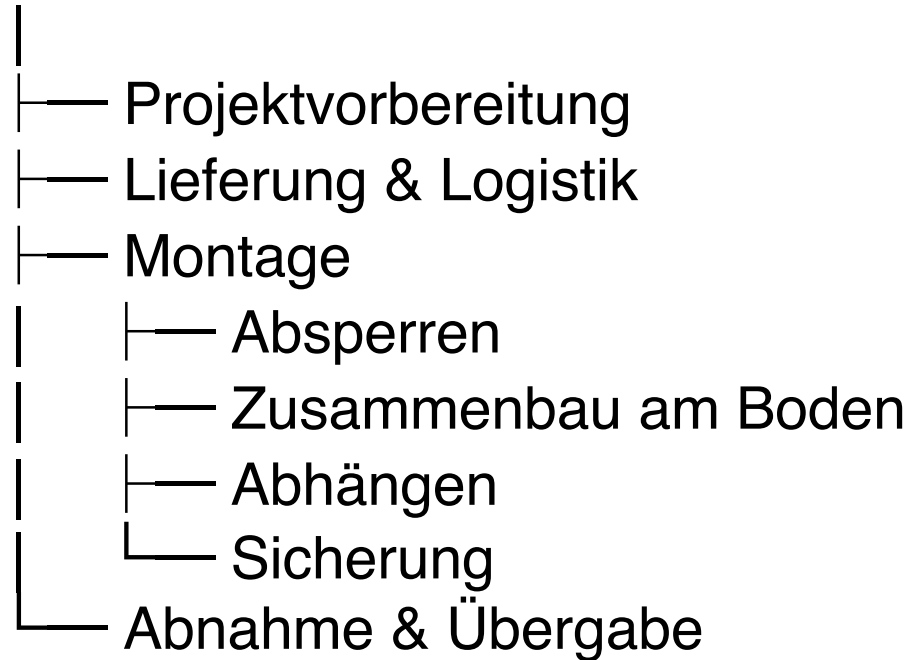 Projektvorbereitung
Lieferung & Logistik
Montage
Absperren
Zusammenbau am Boden
Abhängen
Sicherung
Abnahme & Übergabe